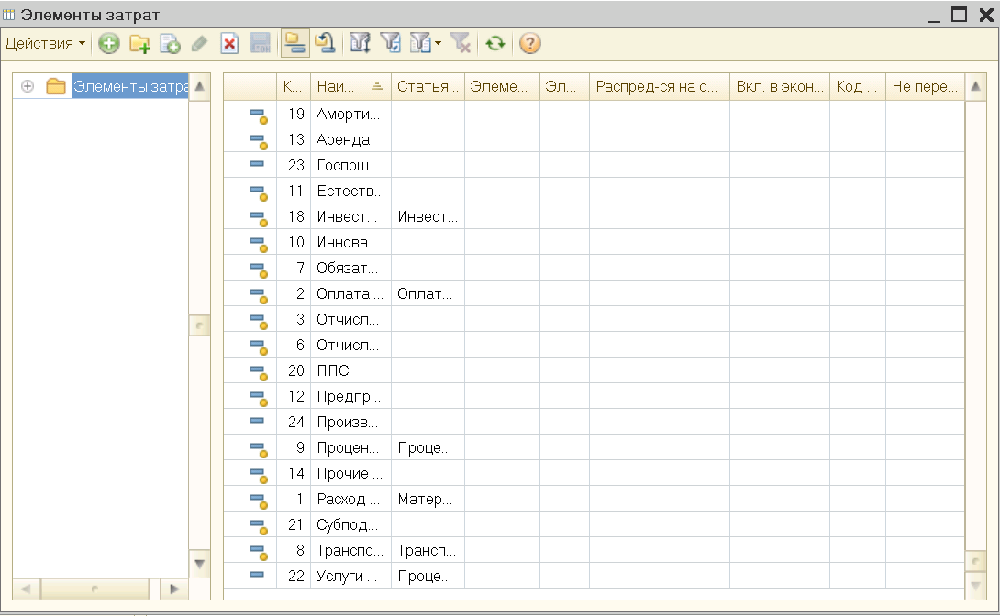 Элементы затрат
Действия
Элементы затра
К... Наи... Статья... Элеме... Эл... Распред-ся на о... Вкл. в экон... Код ... Не пере...
19 Аморти...
13 Аренда
23 Госпош...
11 Естеств...
18 Инвест... Инвест...
10 Иннова...
7 Обязат...
2 Оплата ... Оплат...
3 Отчисл...
6 Отчисл...
20 ППС
12 Предпр...
24 Произв...
9 Процен... Проце...
14 Прочие ...
1 Расход ... Матер...
21 Субпод...
8 Транспо... Трансп...
22 Услуги ... Проце...